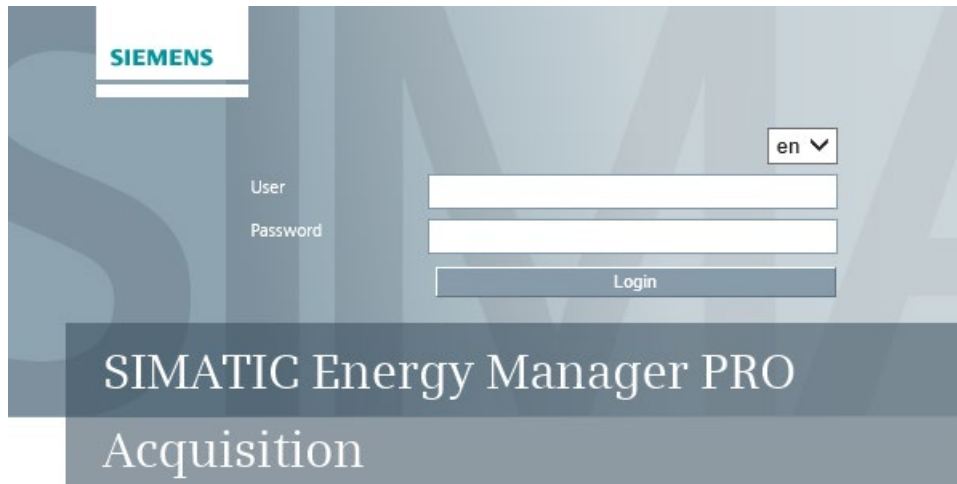 SIEMENS
en
User
Password
Login
SIMATIC Energy Manager PRO
Acquisition